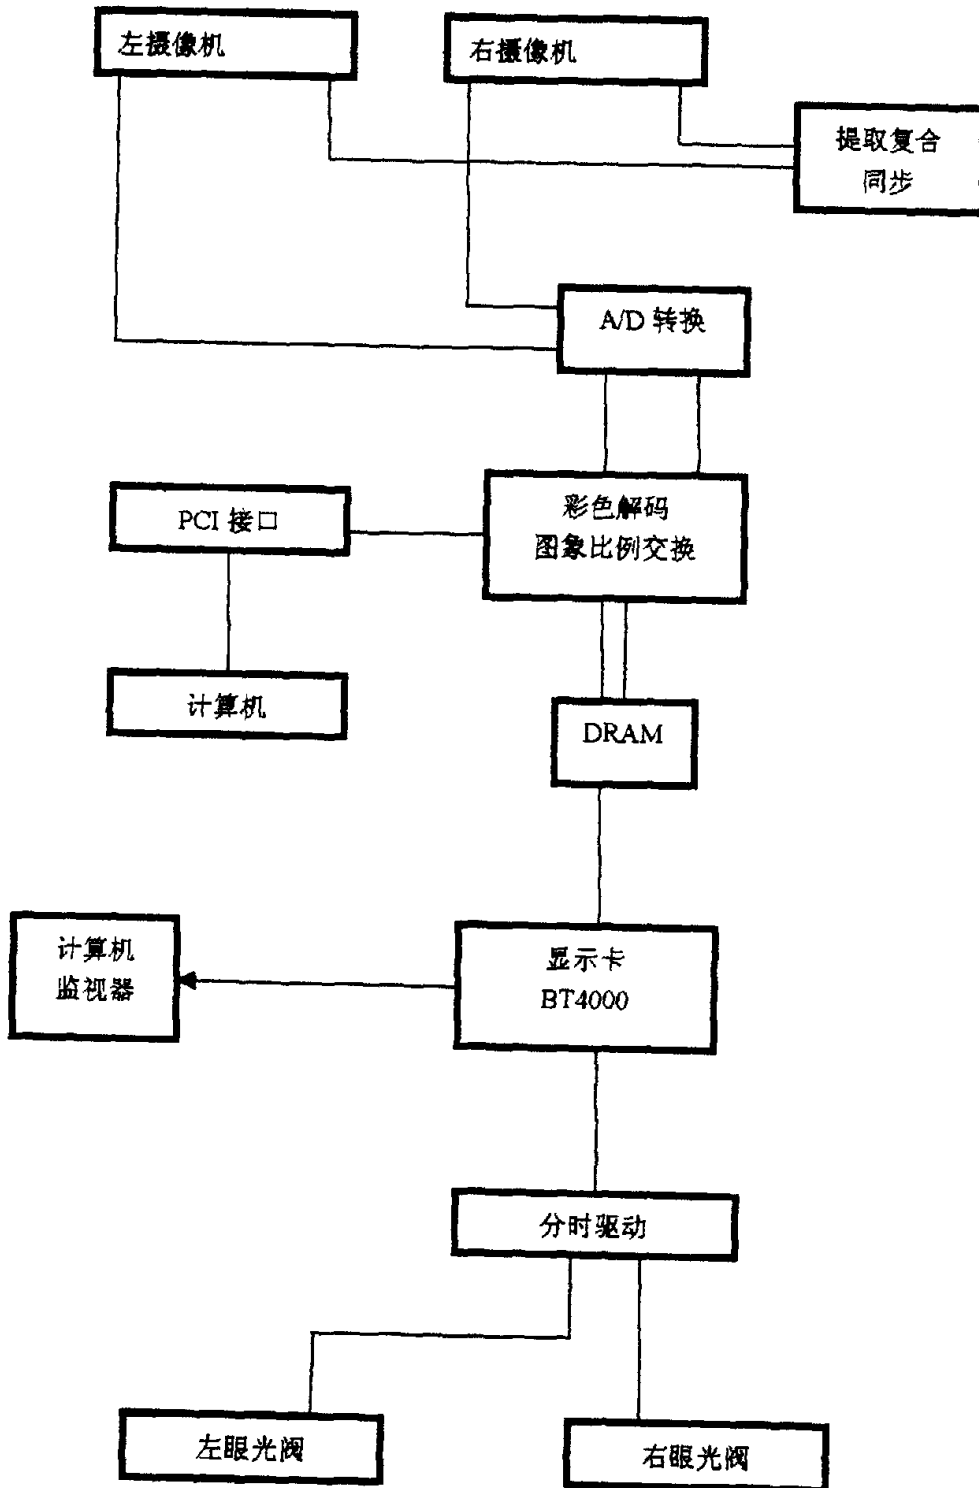 左摄像机
右摄像机
提取复合
同步
A/D 转换
PCI 接口
彩色解码
图象比例交换
计算机
DRAM
计算机
监视器
显示卡
BT4000
分时驱动
左眼光阀
右眼光阀